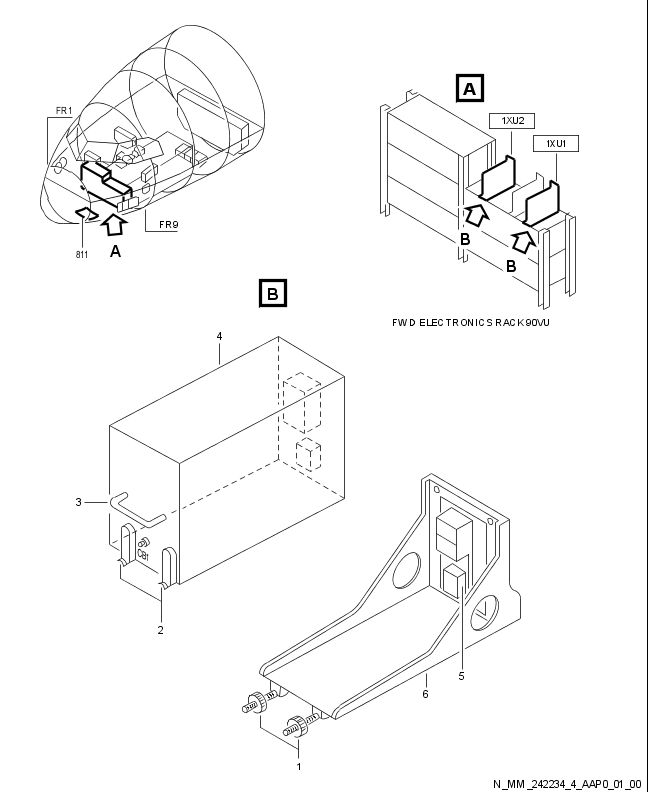 FR1
FR9
811
A
A
1XU2
1XU1
B
B
FWD ELECTRONICS RACK 90VU
B
4
3
CB1
2
5
6
1
N_MM_242234_4_AAP0_01_00